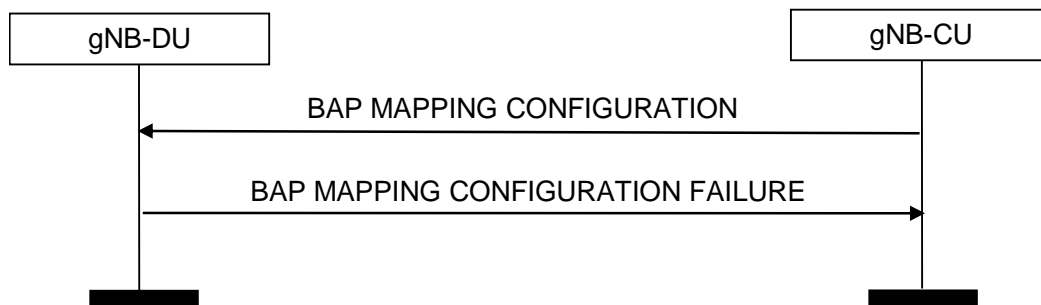 gNB-DU
gNB-CU
BAP MAPPING CONFIGURATION
BAP MAPPING CONFIGURATION FAILURE